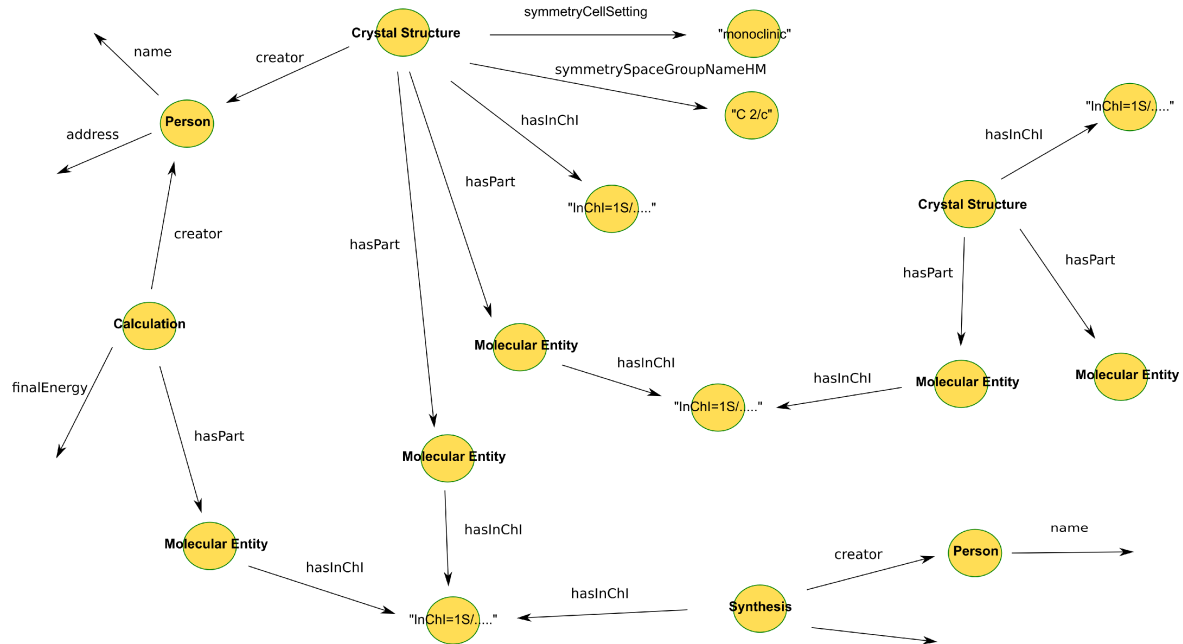 symmetryCellSetting
Crystal Structure
"monoclinic"
name
creator
symmetrySpaceGroupNameHM
"C 2/c"
"InChI=1S/....."
Person
address
hasInChI
hasInChI
hasPart
"InChI=1S/....."
Crystal Structure
creator
hasPart
hasPart
hasPart
Calculation
Molecular Entity
hasInChI
hasInChI
Molecular Entity
Molecular Entity
finalEnergy
"InChI=1S/....."
hasPart
Molecular Entity
hasInChI
name
Molecular Entity
creator
Person
hasInChI
hasInChI
Synthesis
"InChI=1S/....."